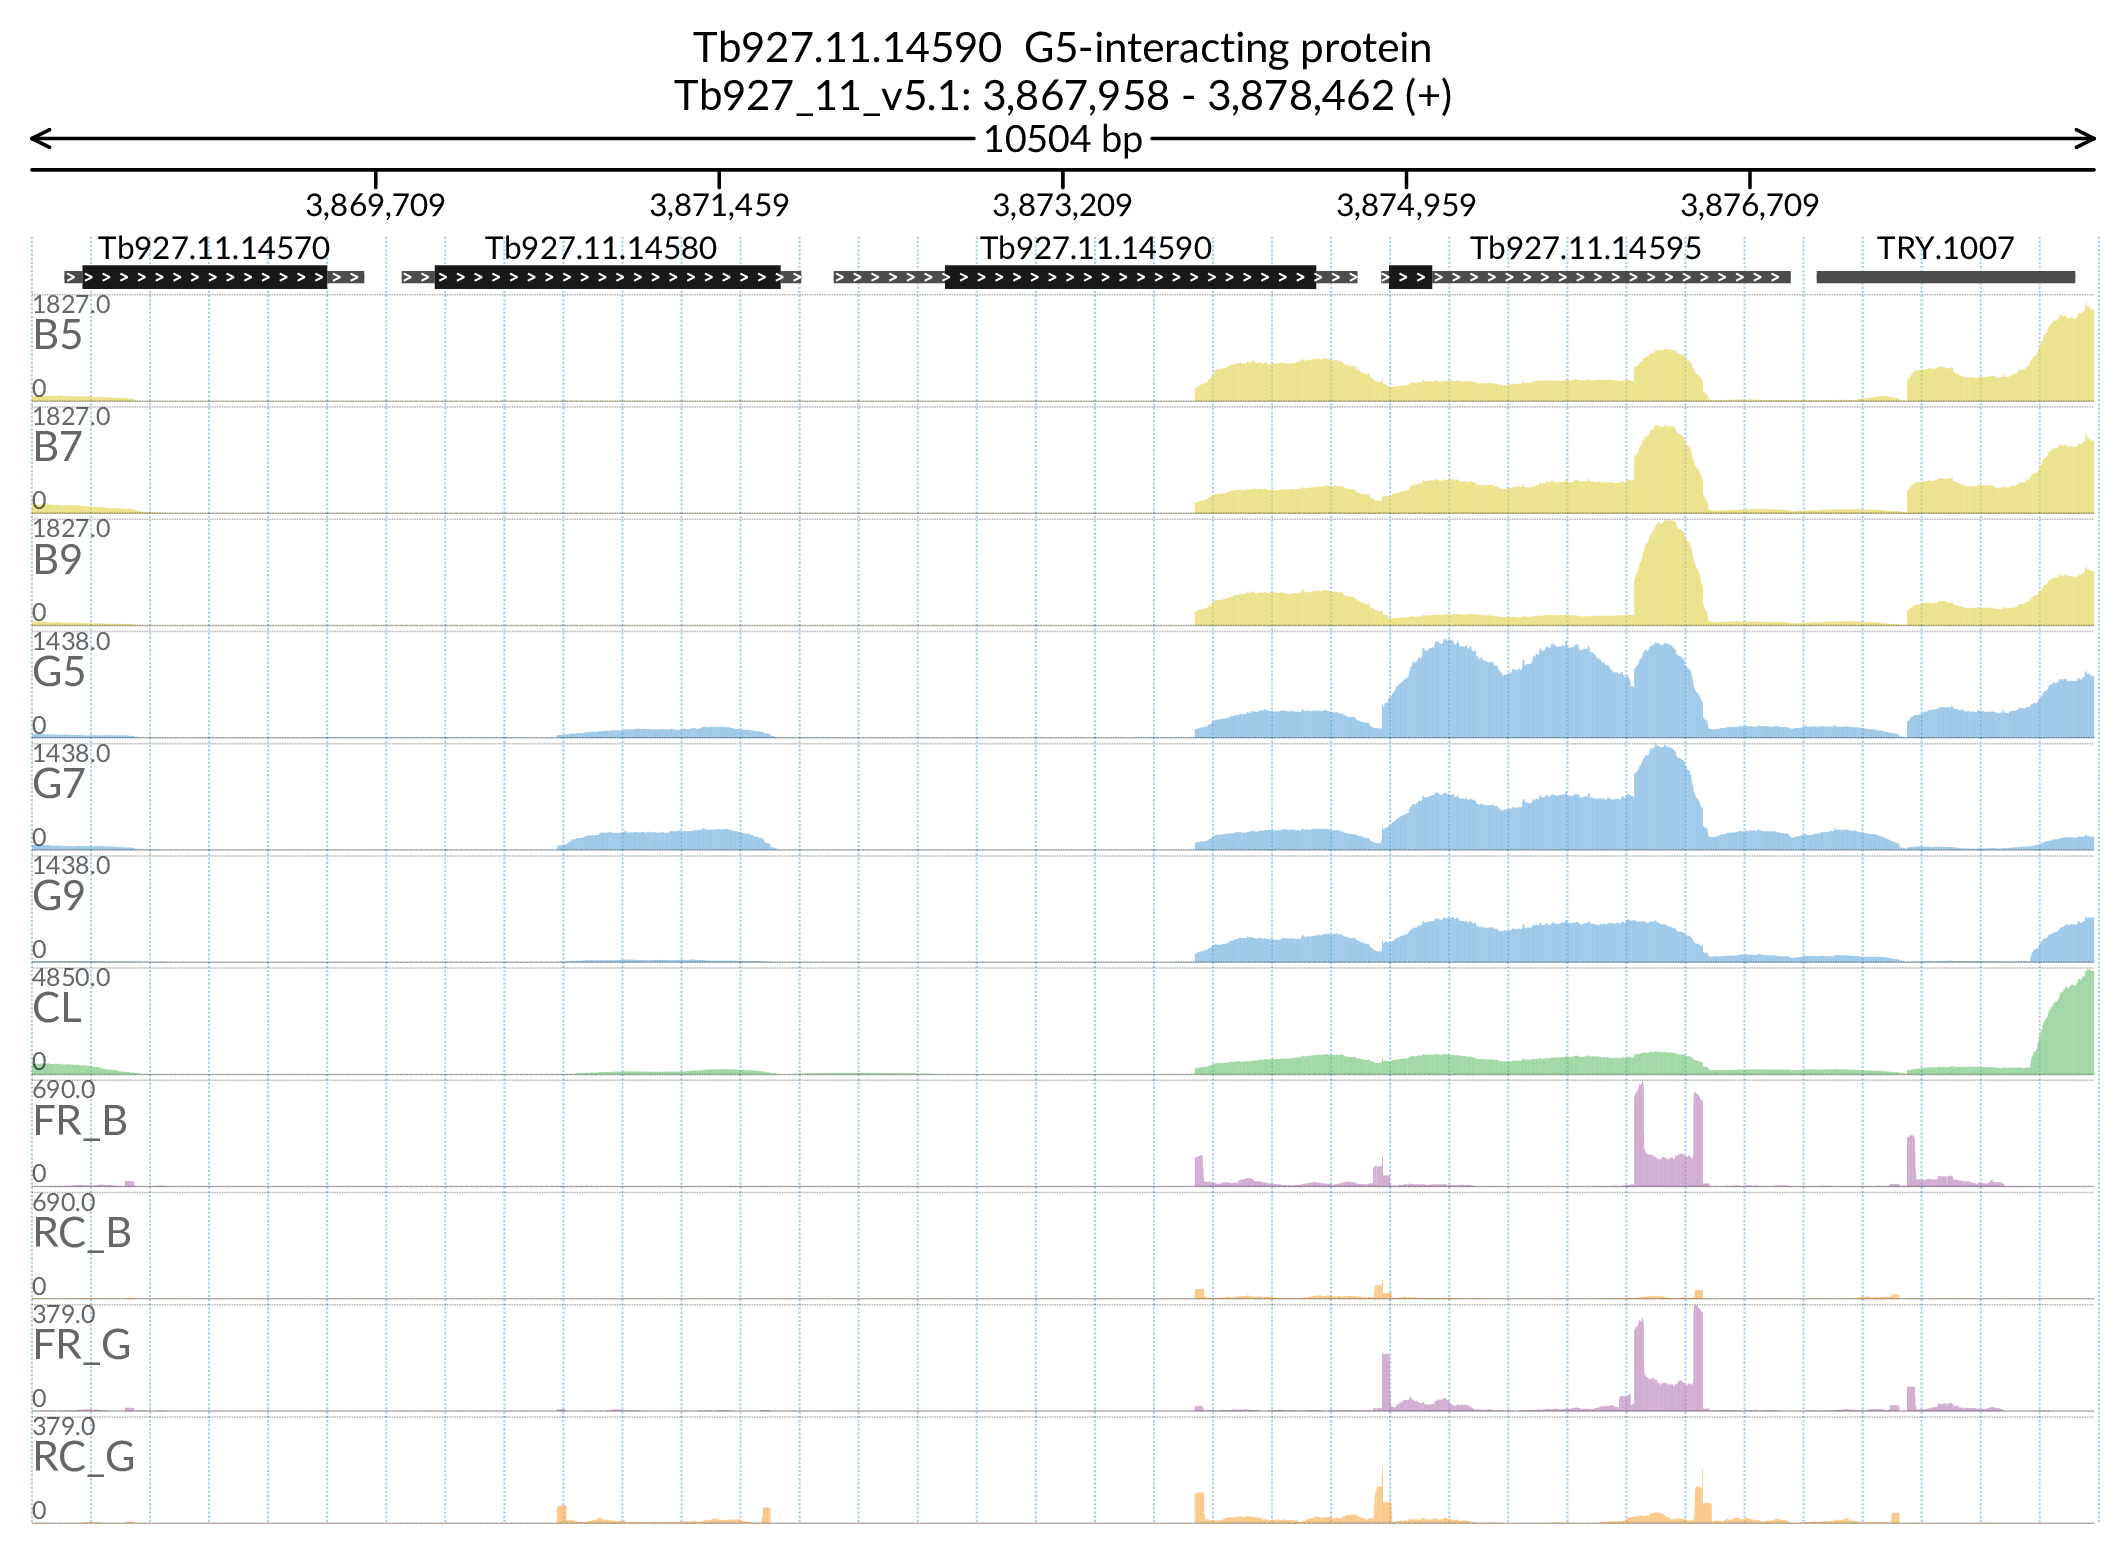 Tb927.11.14590  G5-interacting protein
Tb927_11_v5.1: 3,867,958 - 3,878,462 (+)
10504 bp
3,869,709 3,871,459 3,873,209 3,874,959 3,876,709
Tb927.11.14570 Tb927.11.14580 Tb927.11.14590 Tb927.11.14595 TRY.1007
1827.0
B5
0
1827.0
B7
0
1827.0
B9
0
1438.0
G5
0
1438.0
G7
0
1438.0
G9
0
4850.0
CL
0
690.0
FR_B
0
690.0
RC_B
0
379.0
FR_G
0
379.0
RC_G
0